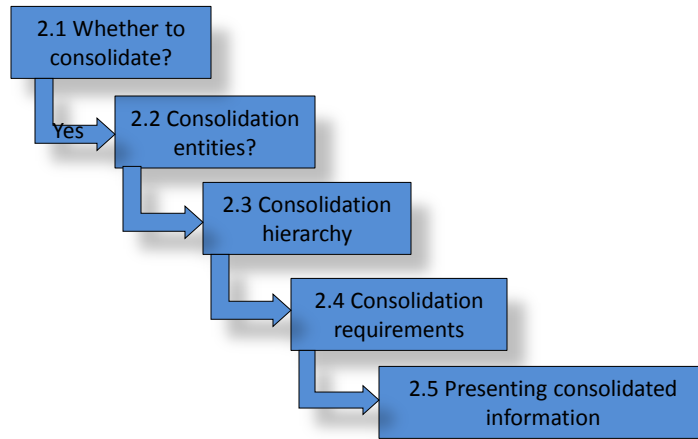 2.1 Whether to
consolidate?
Yes
2.2 Consolidation
entities?
2.3 Consolidation
hierarchy
2.4 Consolidation
requirements
2.5 Presenting consolidated
information